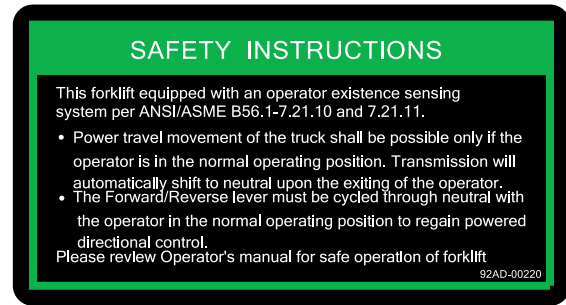 SAFETY INSTRUCTIONS
This forklift equipped with an operator existence sensing
system per ANSI/ASME B56.1-7.21.10 and 7.21.11.
• Power travel movement of the truck shall be possible only if the
operator is in the normal operating position. Transmission will
automatically shift to neutral upon the exiting of the operator.
• The Forward/Reverse lever must be cycled through neutral with
the operator in the normal operating position to regain powered
directional control.
Please review Operator's manual for safe operation of forklift
92AD-00220